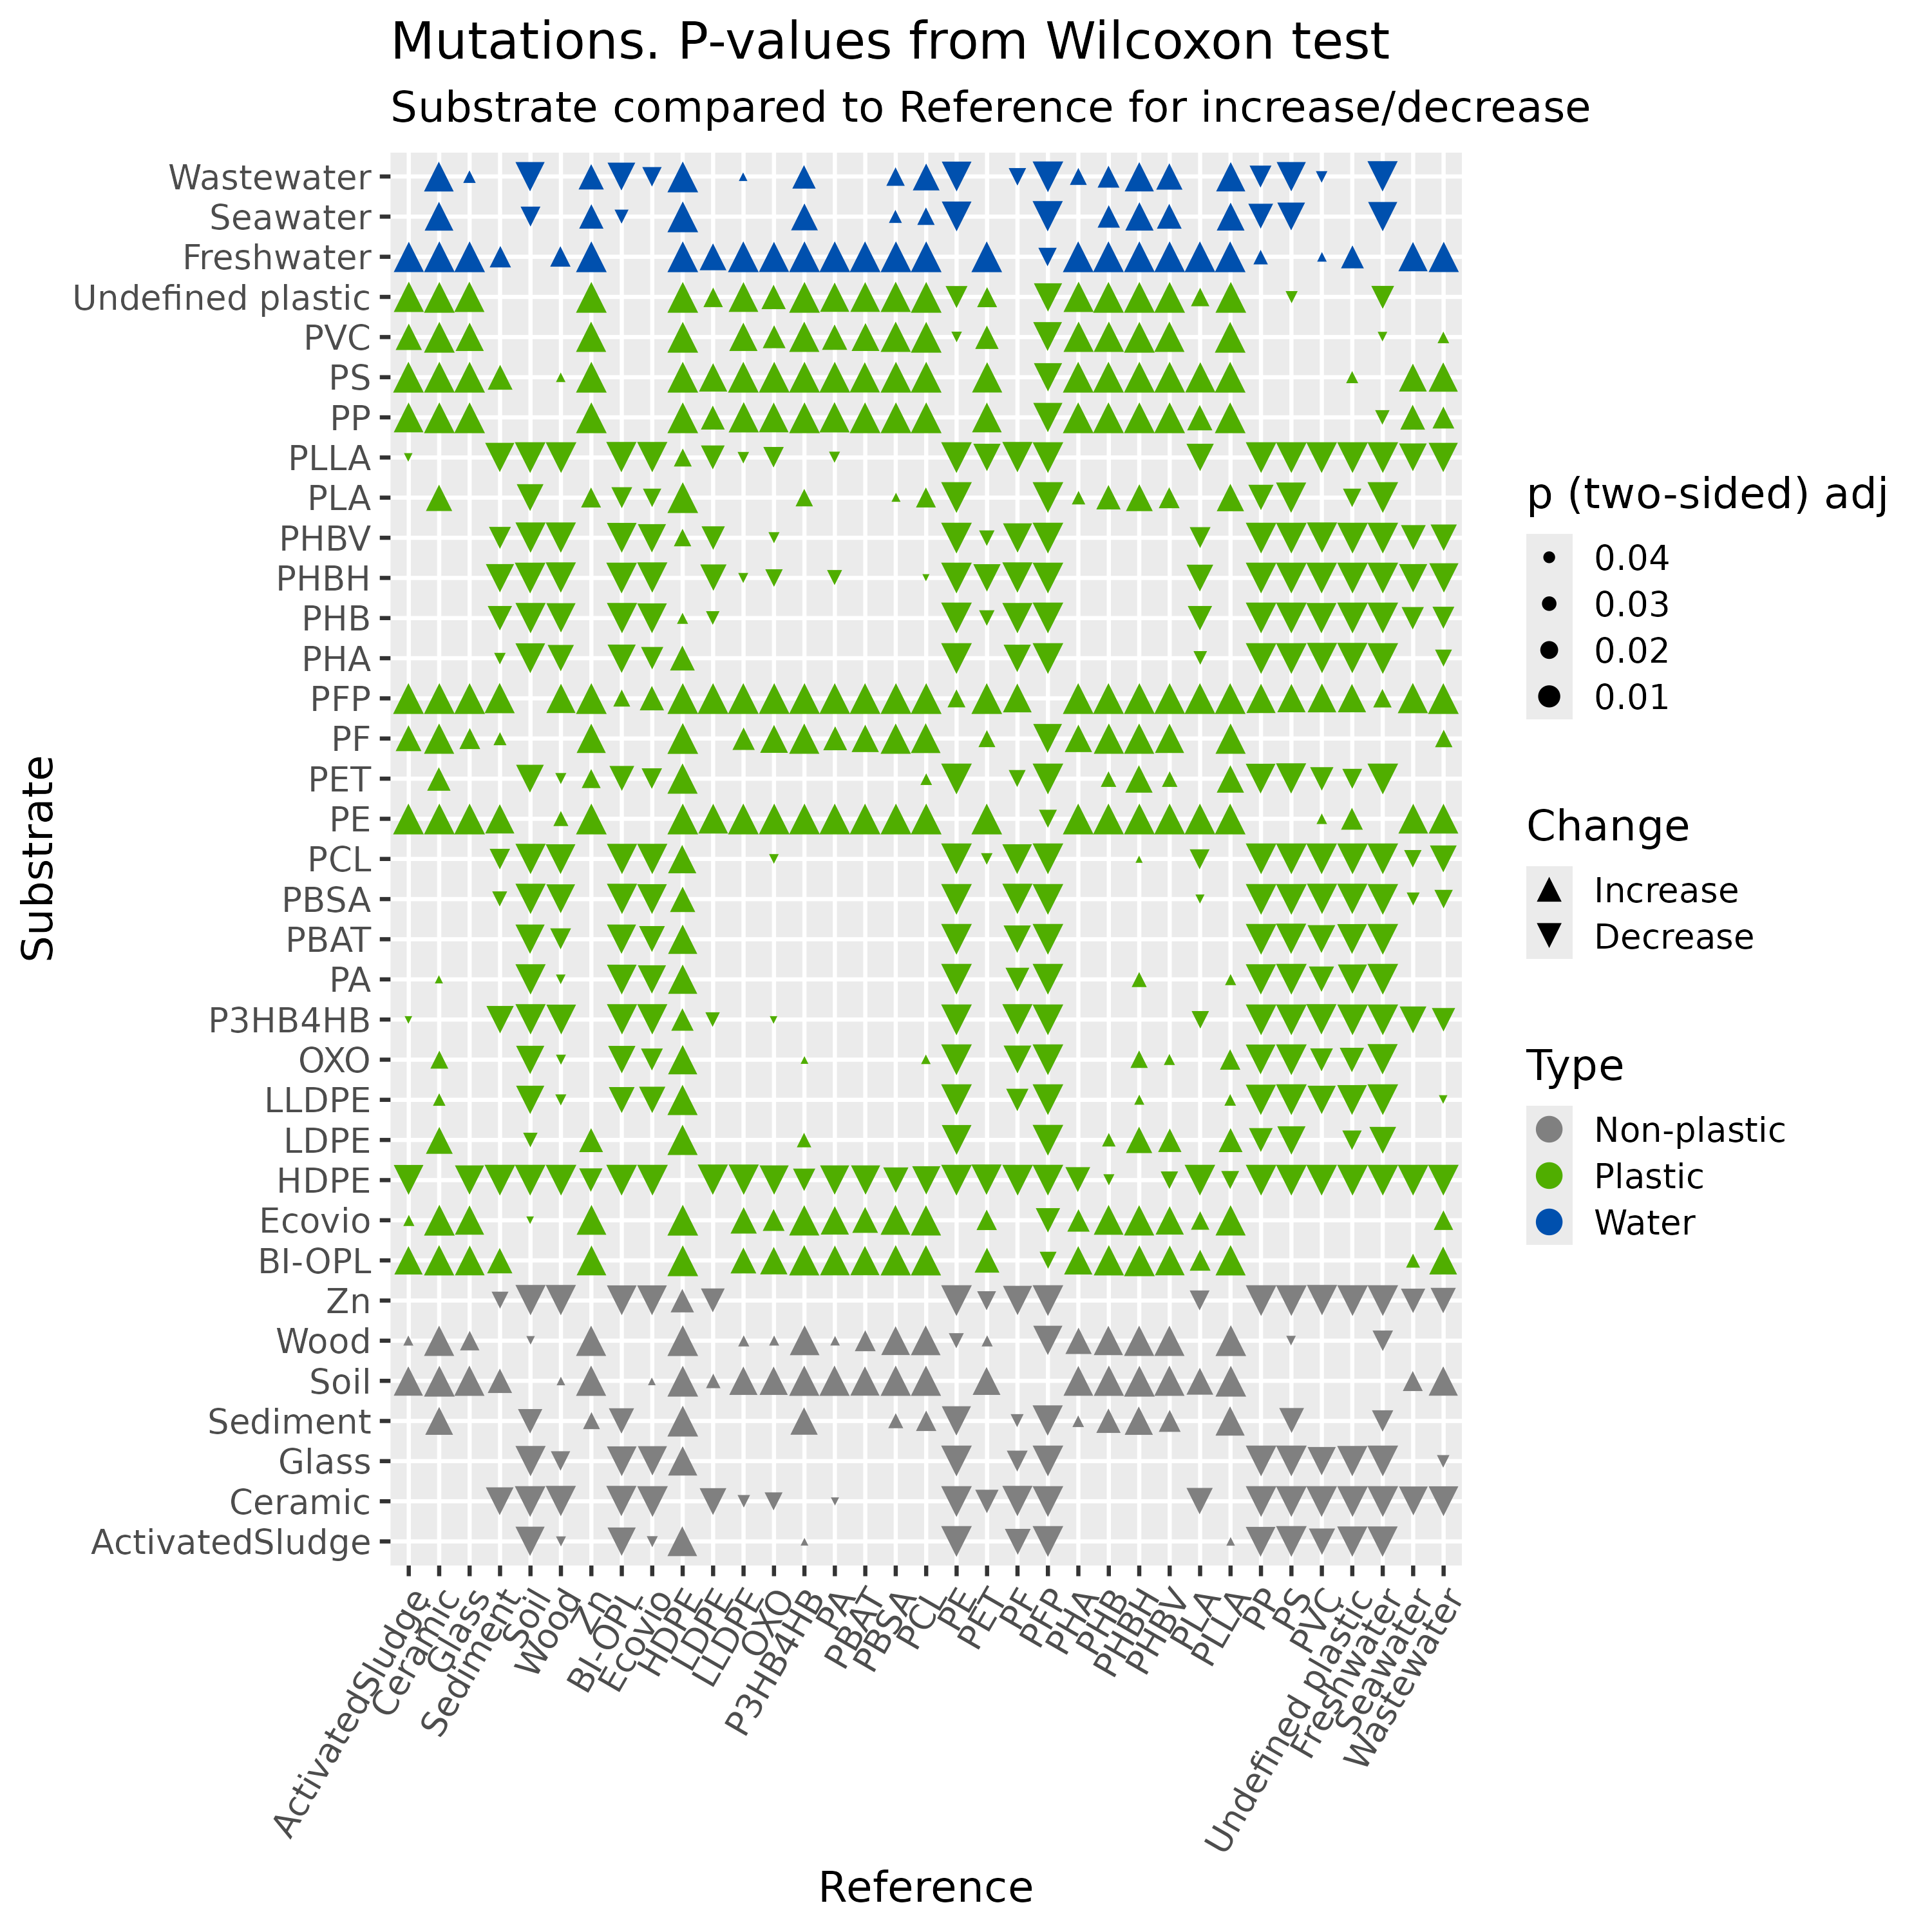 Mutations. P-values from Wilcoxon test
Substrate compared to Reference for increase/decrease
Substrate
Wastewater
Seawater
Freshwater
Undefined plastic
PVC
PS
PP
PLLA
PLA
PHBV
PHBH
PHB
PHA
PFP
PF
PET
PE
PCL
PBSA
PBAT
PA
P3HB4HB
OXO
LLDPE
LDPE
HDPE
Ecovio
BI-OPL
Zn
Wood
Soil
Sediment
Glass
Ceramic
ActivatedSludge
ActivatedSludge
Ceramic
Glass
Sediment
Soil
Wood
Zn
BI-OPL
Ecovio
HDPE
LDPE
LLDPE
OXO
P3HB4HB
PA
PBAT
PBSA
PCL
PE
PET
PF
PFP
PHA
PHB
PHBH
PHBV
PLA
PLLA
PP
PS
PVC
Undefined plastic
Freshwater
Seawater
Wastewater
Reference
p (two-sided) adj
0.04
0.03
0.02
0.01
Change
Increase
Decrease
Type
Non-plastic
Plastic
Water